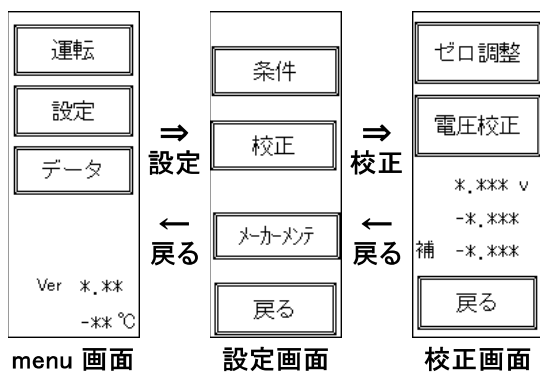 運転
設定
データ
Ver *.**
-**℃
menu 画面
⇒
設定
←
戻る
条件
校正
メーカーメンテ
戻る
設定画面
⇒
校正
←
戻る
ゼロ調整
電圧校正
*.*** v
-*.***
補 -*.***
戻る
校正画面